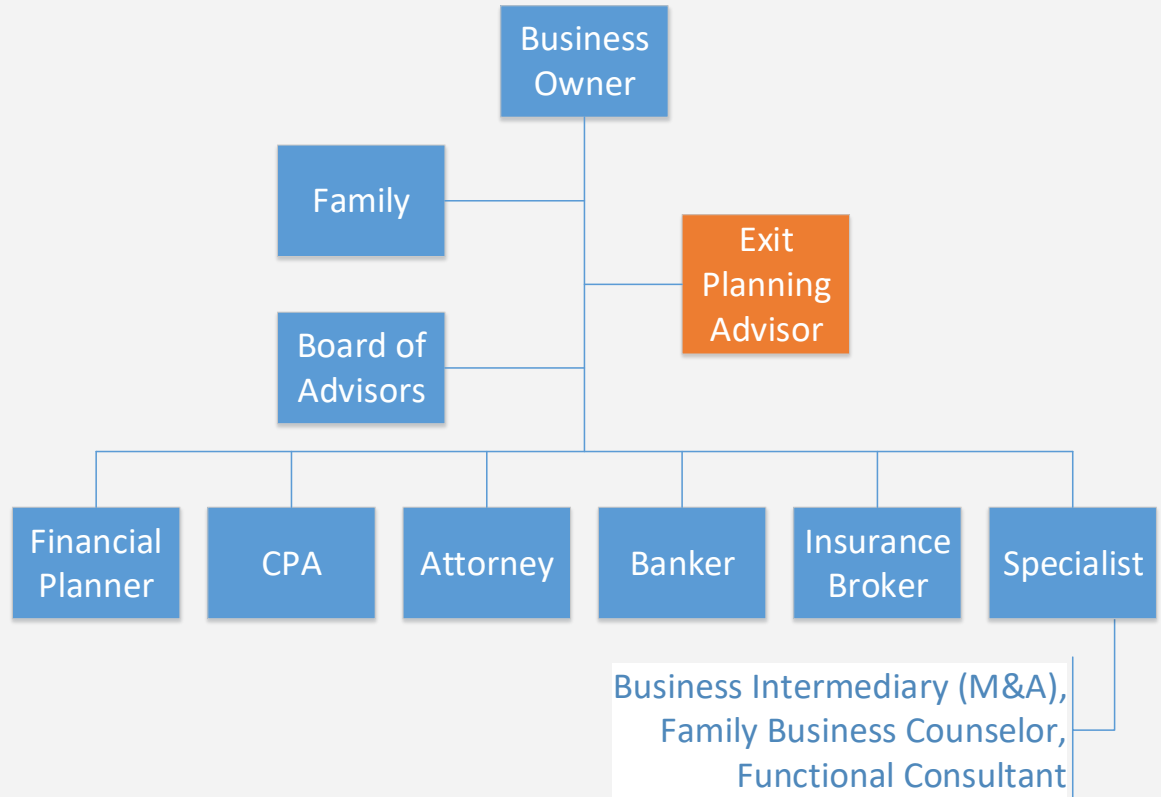 Business
Owner
Family
Exit
Planning
Advisor
Board of
Advisors
Financial
Planner
CPA
Attorney
Banker
Insurance
Broker
Specialist
Business Intermediary (M&A),
Family Business Counselor,
Functional Consultant